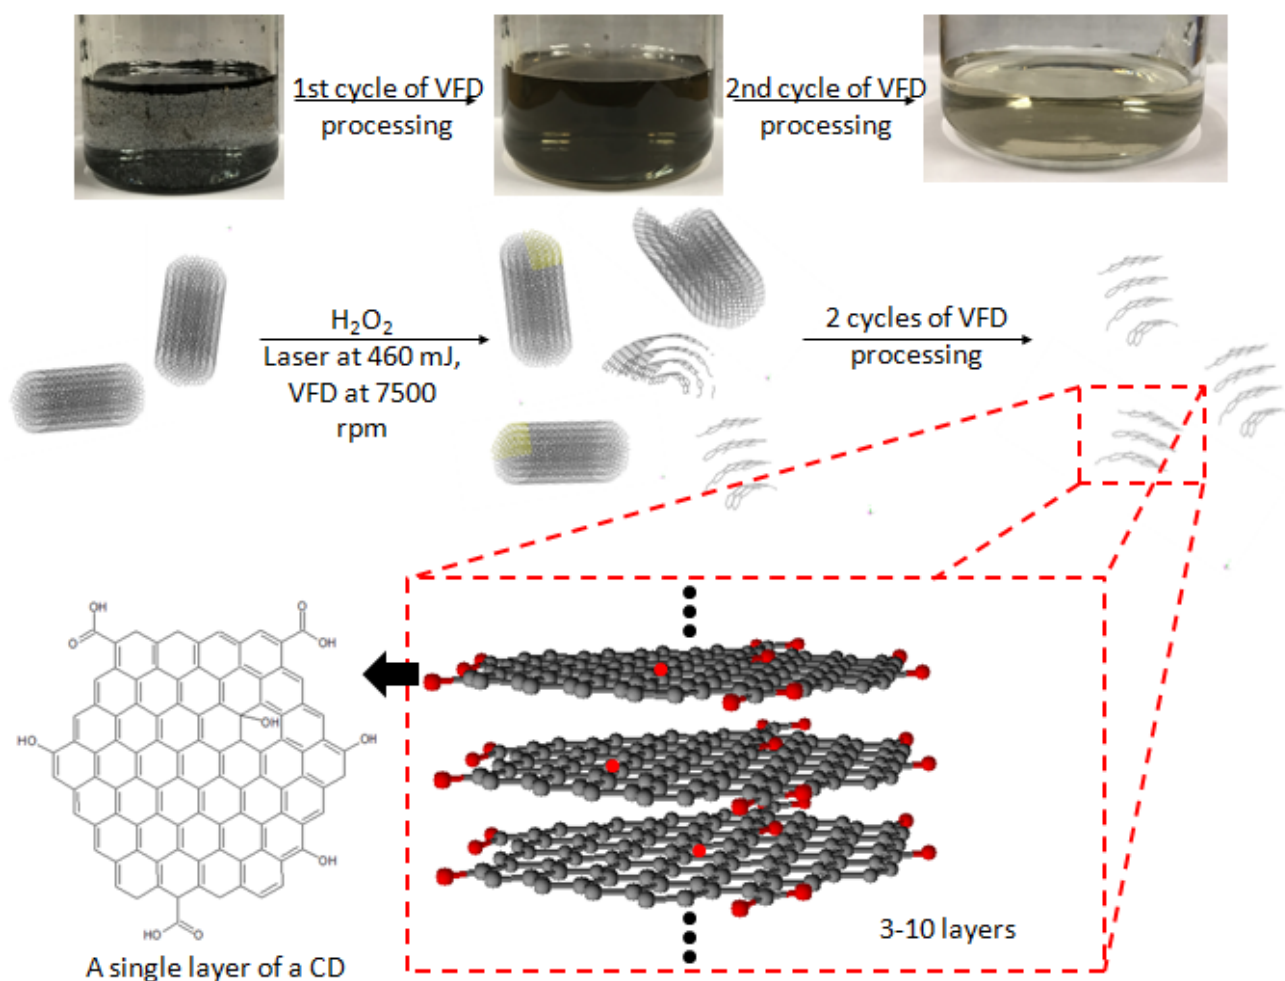 1st cycle of VFD
processing
2nd cycle of VFD
processing
H₂O₂
Laser at 460 mJ,
VFD at 7500
rpm
2 cycles of VFD
processing
OH
O
O
OH
OH
HO
OH
OH
HO
O
A single layer of a CD
3-10 layers